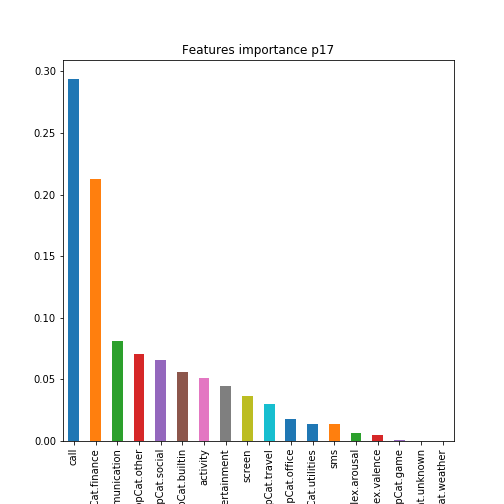 Features importance p17
0.30
0.25
0.20
0.15
0.10
0.05
0.00
call
Cat.finance
munication
pCat.other
pCat.social
pCat.builtin
activity
ertainment
screen
pCat.travel
pCat.office
Cat.utilities
sms
lex.arousal
ex.valence
pCat.game
t.unknown
at.weather